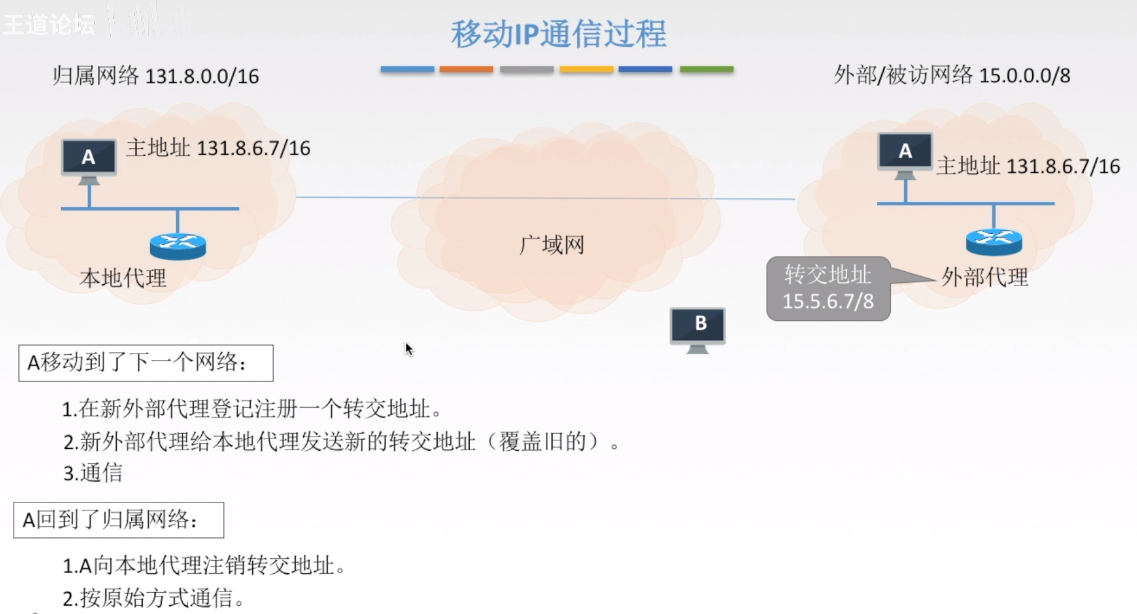 王道论坛
移动IP通信过程
归属网络 131.8.0.0/16
外部/被访网络 15.0.0.0/8
A
主地址 131.8.6.7/16
A
主地址 131.8.6.7/16
广域网
本地代理
转交地址
15.5.6.7/8
外部代理
B
A移动到了下一个网络：
1.在新外部代理登记注册一个转交地址。
2.新外部代理给本地代理发送新的转交地址（覆盖旧的）。
3.通信
A回到了归属网络：
1.A向本地代理注销转交地址。
2.按原始方式通信。